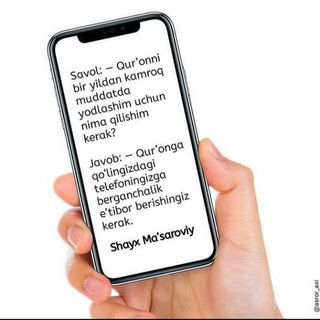 Savol: – Qur'onni
bir yildan kamroq
muddatda
yodlashim uchun
nima qilishim
kerak?
Javob: – Qur'onga
qo'lingizdagi
telefoningizga
berganchalik
e'tibor berishingiz
kerak.
Shayx Ma'saroviy
@asror_axi